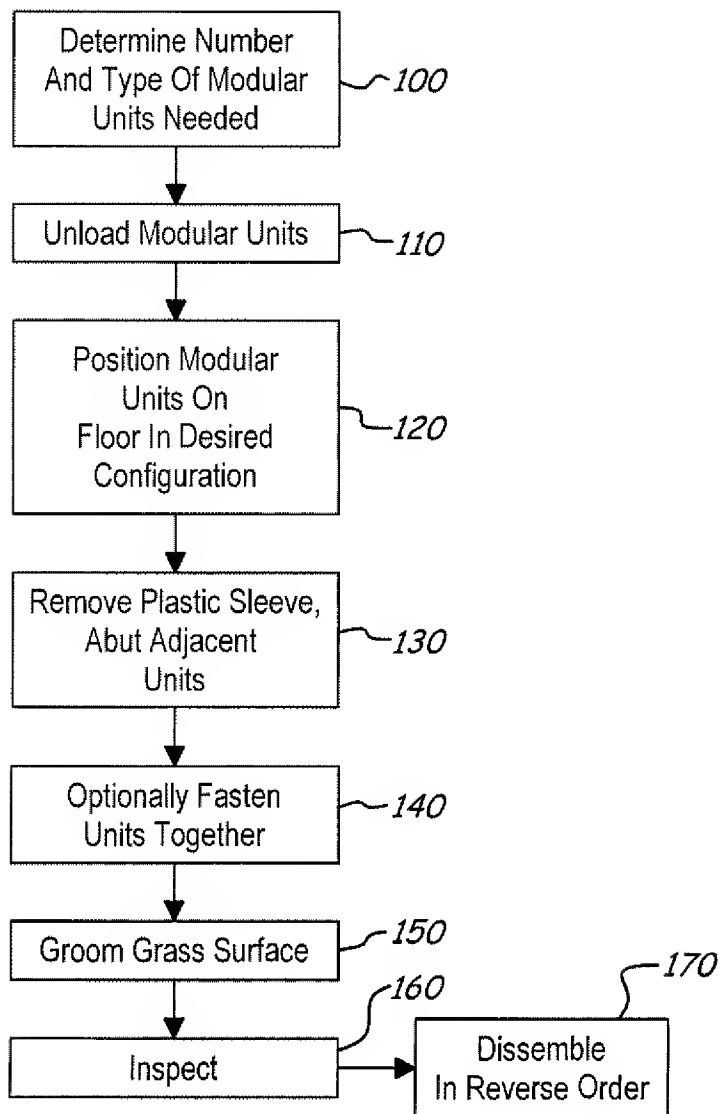 Determine Number
And Type Of Modular
Units Needed
100
Unload Modular Units
110
Position Modular
Units On
Floor In Desired
Configuration
120
Remove Plastic Sleeve,
Abut Adjacent
Units
130
Optionally Fasten
Units Together
140
Groom Grass Surface
150
160
Inspect
170
Dissemble
In Reverse Order